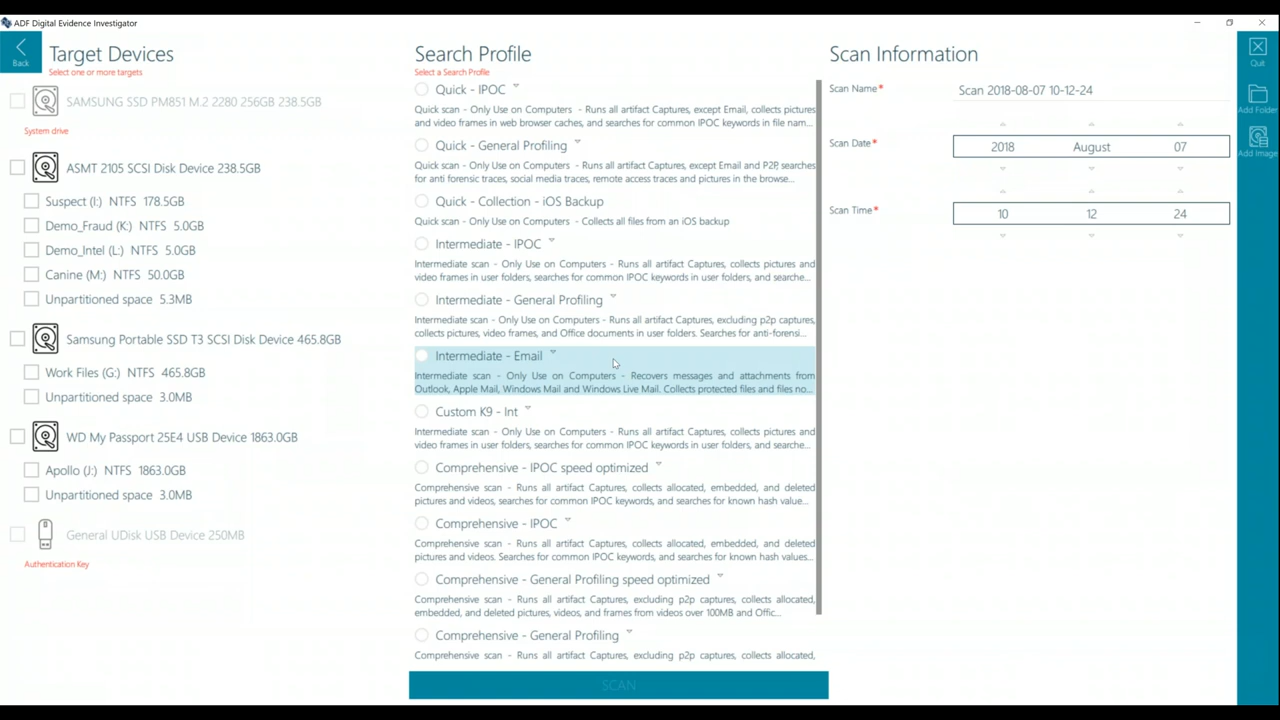 ADF Digital Evidence Investigator
Back
Target Devices
Select one or more targets
SAMSUNG SSD PM851 M.2 2280 256GB 238.5GB
System drive
ASMT 2105 SCSI Disk Device 238.5GB
Suspect (I:) NTFS 178.5GB
Demo_Fraud (K:) NTFS 5.0GB
Demo_Intel (L:) NTFS 5.0GB
Canine (M:) NTFS 50.0GB
Unpartitioned space 5.3MB
Samsung Portable SSD T3 SCSI Disk Device 465.8GB
Work Files (G:) NTFS 465.8GB
Unpartitioned space 3.0MB
WD My Passport 25E4 USB Device 1863.0GB
Apollo (J:) NTFS 1863.0GB
Unpartitioned space 3.0MB
General UDisk USB Device 250MB
Authentication Key
Search Profile
Select a Search Profile
Quick - IPOC
Quick scan - Only Use on Computers - Runs all artifact Captures, except Email, collects pictures
and video frames in web browser caches, and searches for common IPOC keywords in file nam...
Quick - General Profiling
Quick scan - Only Use on Computers - Runs all artifact Captures, except Email and P2P, searches
for anti forensic traces, social media traces, remote access traces and pictures in the browse...
Quick - Collection - iOS Backup
Quick scan - Only Use on Computers - Collects all files from an iOS backup
Intermediate - IPOC
Intermediate scan - Only Use on Computers - Runs all artifact Captures, collects pictures and
video frames in user folders, searches for common IPOC keywords in user folders, and searche...
Intermediate - General Profiling
Intermediate scan - Only Use on Computers - Runs all artifact Captures, excluding p2p captures,
collects pictures, video frames, and Office documents in user folders. Searches for anti-forensi...
Intermediate - Email
Intermediate scan - Only Use on Computers - Recovers messages and attachments from
Outlook, Apple Mail, Windows Mail and Windows Live Mail. Collects protected files and files no...
Custom K9 - Int
Intermediate scan - Only Use on Computers - Runs all artifact Captures, collects pictures and
video frames in user folders, searches for common IPOC keywords in user folders, and searche...
Comprehensive - IPOC speed optimized
Comprehensive scan - Runs all artifact Captures, collects allocated, embedded, and deleted
pictures and videos, searches for common IPOC keywords, and searches for known hash value...
Comprehensive - IPOC
Comprehensive scan - Runs all artifact Captures, collects allocated, embedded, and deleted
pictures and videos. Searches for common IPOC keywords, and searches for known hash values...
Comprehensive - General Profiling speed optimized
Comprehensive scan - Runs all artifact Captures, excluding p2p captures, collects allocated,
embedded, and deleted pictures, videos, and frames from videos over 100MB and Offic...
Comprehensive - General Profiling
Comprehensive scan - Runs all artifact Captures, excluding p2p captures, collects allocated,
SCAN
Scan Information
Scan Name*
Scan 2018-08-07 10-12-24
Scan Date*
2018 August 07
Scan Time*
10 12 24
Quit
Add Folder
Add Image